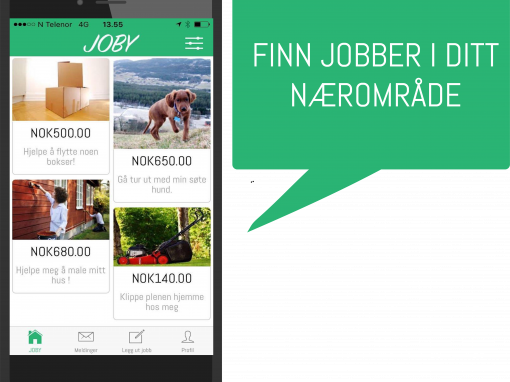 N Telenor 4G 13.55
JOBY
NOK500.00
Hjelpe å flytte noen
bokser!
NOK650.00
Gå tur ut med min søte
hund.
NOK680.00
Hjelpe meg å male mitt
hus !
NOK140.00
Klippe plenen hjemme
hos meg
JOBY Meldinger Legg ut jobb Profil
FINN JOBBER I DITT
NÆROMRÅDE